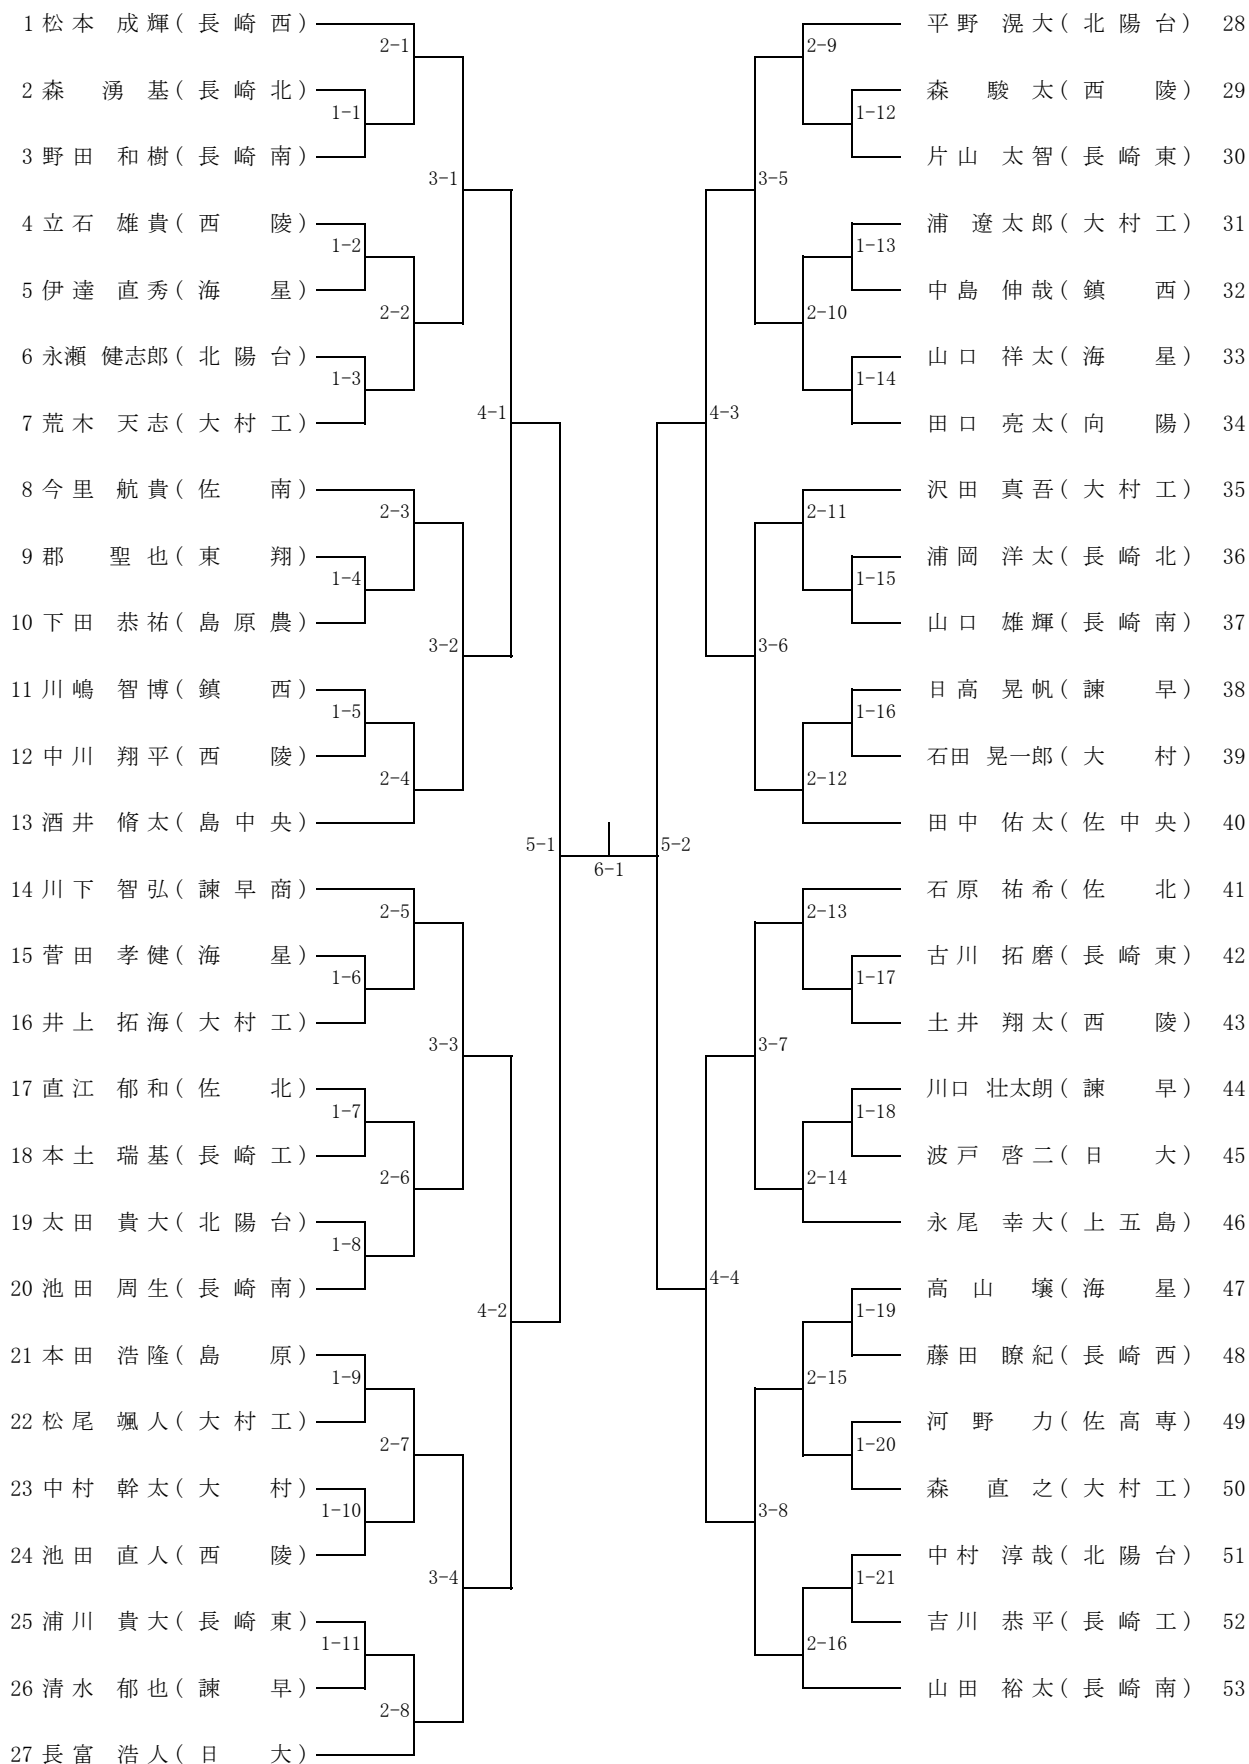 1 松本 成輝(長崎西)
2-1
2 森 湧基(長崎北)
1-1
3 野田 和樹(長崎南)
3-1
4 立石 雄貴(西 陵)
1-2
5 伊達 直秀(海 星)
2-2
6 永瀬 健志郎(北陽台)
1-3
7 荒木 天志(大村工)
4-1
8 今里 航貴(佐 南)
2-3
9 郡 聖也(東 翔)
1-4
10 下田 恭祐(島原農)
3-2
11 川嶋 智博(鎮 西)
1-5
12 中川 翔平(西 陵)
2-4
13 酒井 脩太(島中央)
5-1
14 川下 智弘(諫早商)
2-5
15 菅田 孝健(海 星)
1-6
16 井上 拓海(大村工)
3-3
17 直江 郁和(佐 北)
1-7
18 本土 瑞基(長崎工)
2-6
19 太田 貴大(北陽台)
1-8
20 池田 周生(長崎南)
4-2
21 本田 浩隆(島 原)
1-9
22 松尾 颯人(大村工)
2-7
23 中村 幹太(大 村)
1-10
24 池田 直人(西 陵)
3-4
25 浦川 貴大(長崎東)
1-11
26 清水 郁也(諫 早)
2-8
27 長富 浩人(日 大)
6-1
平野 滉大(北陽台) 28
2-9
森 駿太(西 陵) 29
1-12
片山 太智(長崎東) 30
3-5
浦 遼太郎(大村工) 31
1-13
中島 伸哉(鎮 西) 32
2-10
山口 祥太(海 星) 33
1-14
田口 亮太(向 陽) 34
4-3
沢田 真吾(大村工) 35
2-11
浦岡 洋太(長崎北) 36
1-15
山口 雄輝(長崎南) 37
3-6
日高 晃帆(諫 早) 38
1-16
石田 晃一郎(大 村) 39
2-12
田中 佑太(佐中央) 40
5-2
石原 祐希(佐 北) 41
2-13
古川 拓磨(長崎東) 42
1-17
土井 翔太(西 陵) 43
3-7
川口 壮太朗(諫 早) 44
1-18
波戸 啓二(日 大) 45
2-14
永尾 幸大(上五島) 46
4-4
高山 壌(海 星) 47
1-19
藤田 瞭紀(長崎西) 48
2-15
河野 力(佐高専) 49
1-20
森 直之(大村工) 50
3-8
中村 淳哉(北陽台) 51
1-21
吉川 恭平(長崎工) 52
2-16
山田 裕太(長崎南) 53